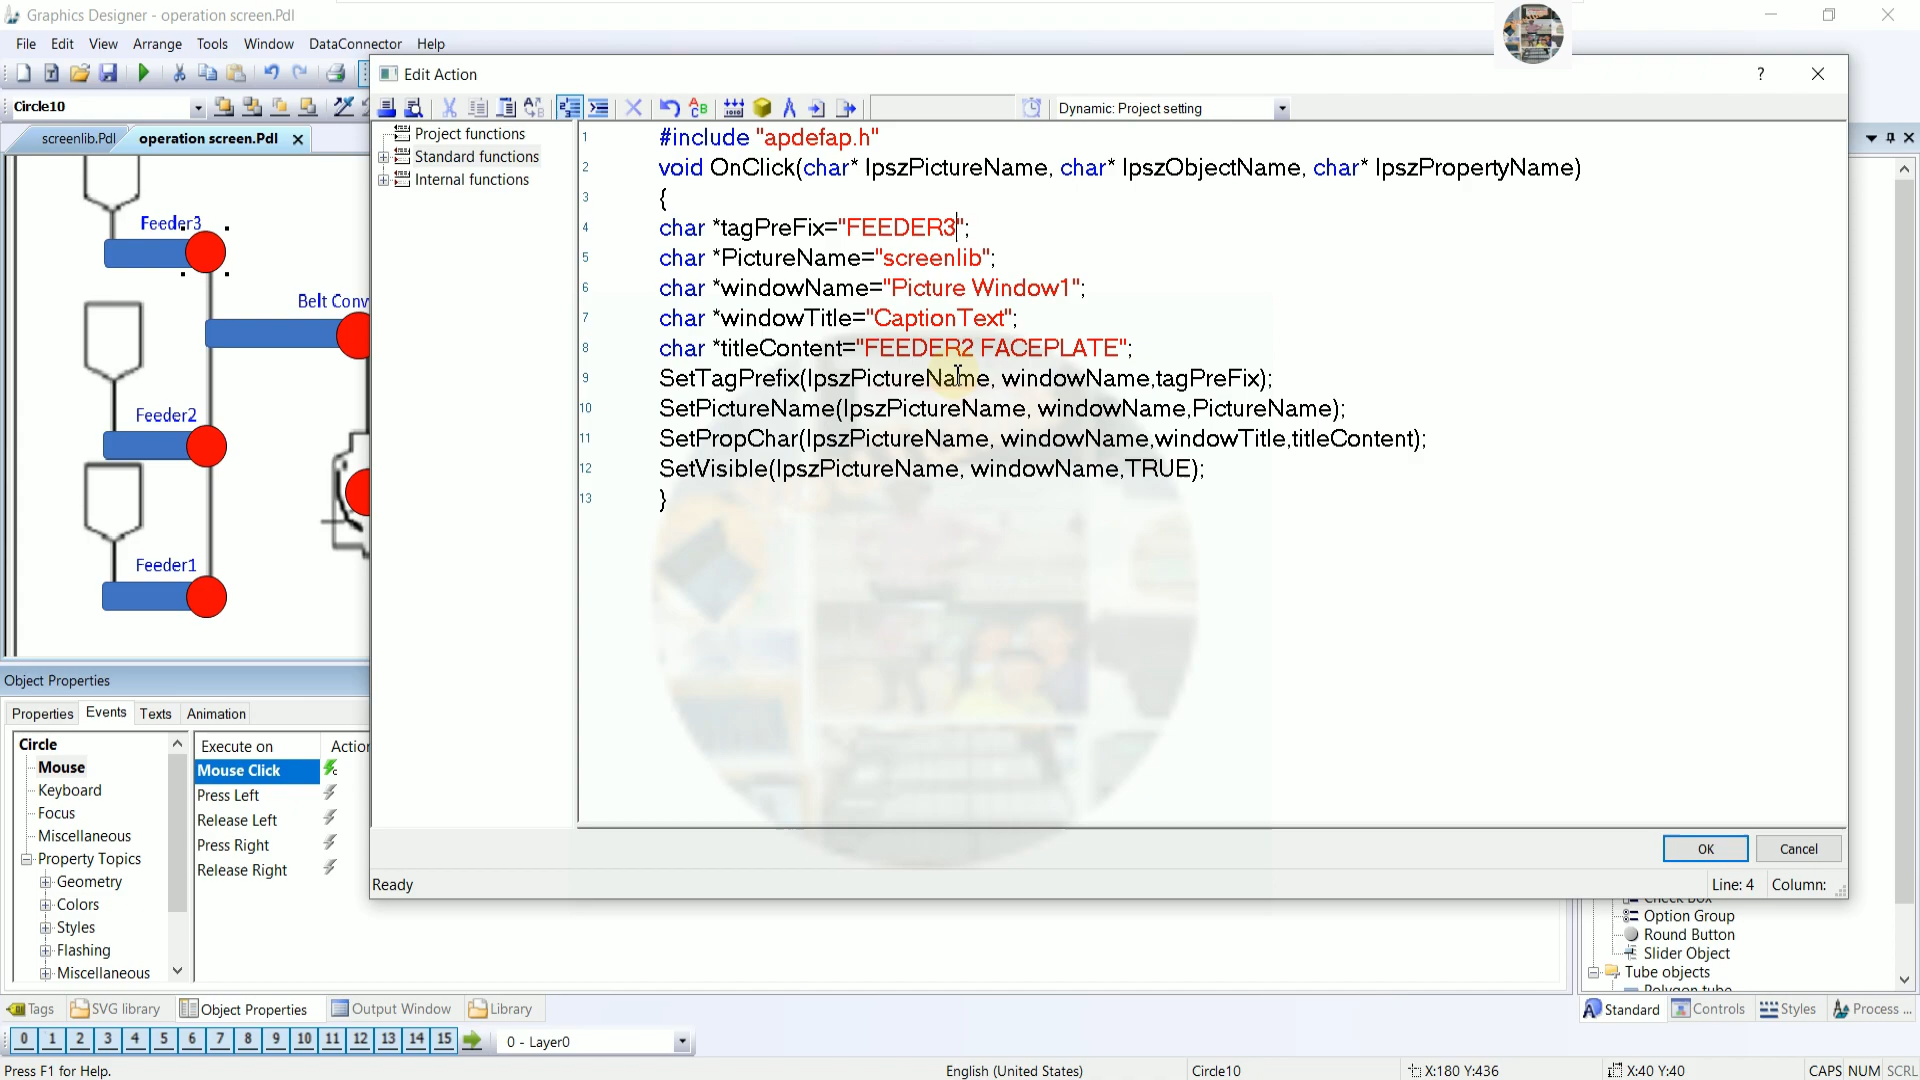 Graphics Designer - operation screen.Pdl
File Edit View Arrange Tools Window DataConnector Help
Circle10
screenlib.Pdl operation screen.Pdl
Edit Action
Dynamic: Project setting
Project functions
Standard functions
Internal functions
1 #include "apdefap.h"
2 void OnClick(char* lpszPictureName, char* lpszObjectName, char* lpszPropertyName)
3 {
4 char *tagPreFix="FEEDER3";
5 char *PictureName="screenlib";
6 char *windowName="Picture Window1";
7 char *windowTitle="CaptionText";
8 char *titleContent="FEEDER2 FACEPLATE";
9 SetTagPrefix(lpszPictureName, windowName,tagPreFix);
10 SetPictureName(lpszPictureName, windowName,PictureName);
11 SetPropChar(lpszPictureName, windowName,windowTitle,titleContent);
12 SetVisible(lpszPictureName, windowName,TRUE);
13 }
OK Cancel
Ready Line: 4 Column:
Feeder3
Belt Conv
Feeder2
Feeder1
Object Properties
Properties Events Texts Animation
Circle
Mouse
Keyboard
Focus
Miscellaneous
Property Topics
Geometry
Colors
Styles
Flashing
Miscellaneous
Execute on Action
Mouse Click
Press Left
Release Left
Press Right
Release Right
Check Box
Option Group
Round Button
Slider Object
Tube objects
Polygon tube
Tags SVG library Object Properties Output Window Library
Standard Controls Styles Process ...
0 1 2 3 4 5 6 7 8 9 10 11 12 13 14 15 0 - Layer0
Press F1 for Help. English (United States) Circle10 X:180 Y:436 X:40 Y:40 CAPS NUM SCRL